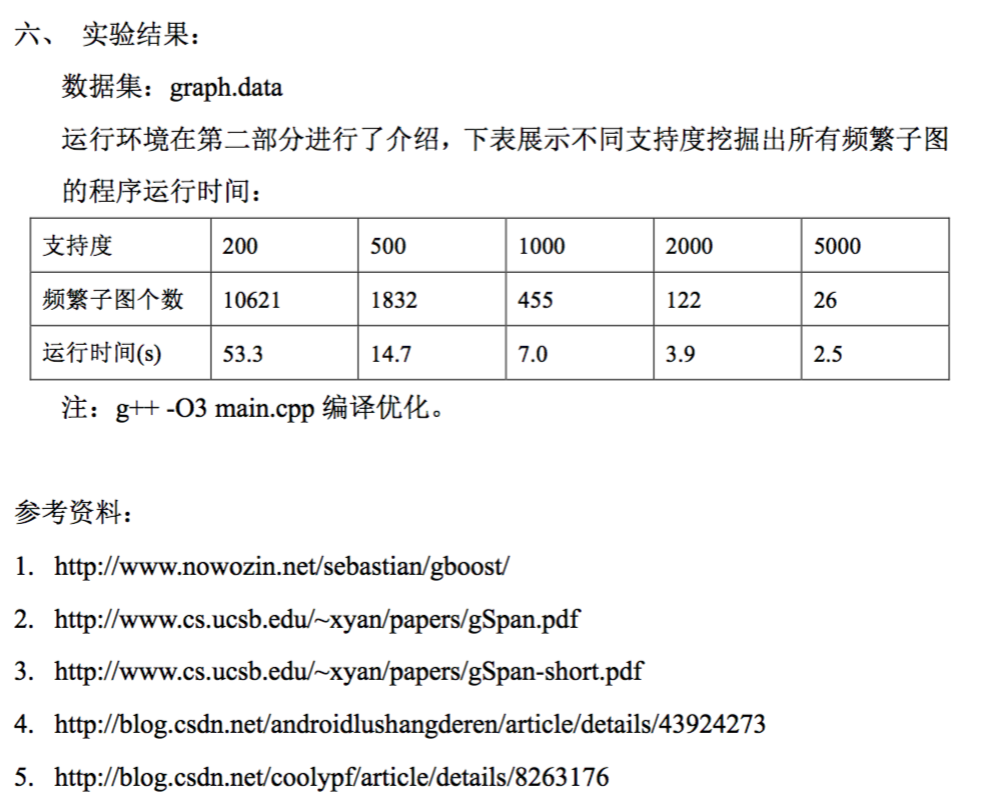 六、 实验结果：
数据集：graph.data
运行环境在第二部分进行了介绍，下表展示不同支持度挖掘出所有频繁子图
的程序运行时间：
支持度 200 500 1000 2000 5000
频繁子图个数 10621 1832 455 122 26
运行时间(s) 53.3 14.7 7.0 3.9 2.5
注：g++ -O3 main.cpp 编译优化。
参考资料：
1. http://www.nowozin.net/sebastian/gboost/
2. http://www.cs.ucsb.edu/~xyan/papers/gSpan.pdf
3. http://www.cs.ucsb.edu/~xyan/papers/gSpan-short.pdf
4. http://blog.csdn.net/androidlushangderen/article/details/43924273
5. http://blog.csdn.net/coolypf/article/details/8263176